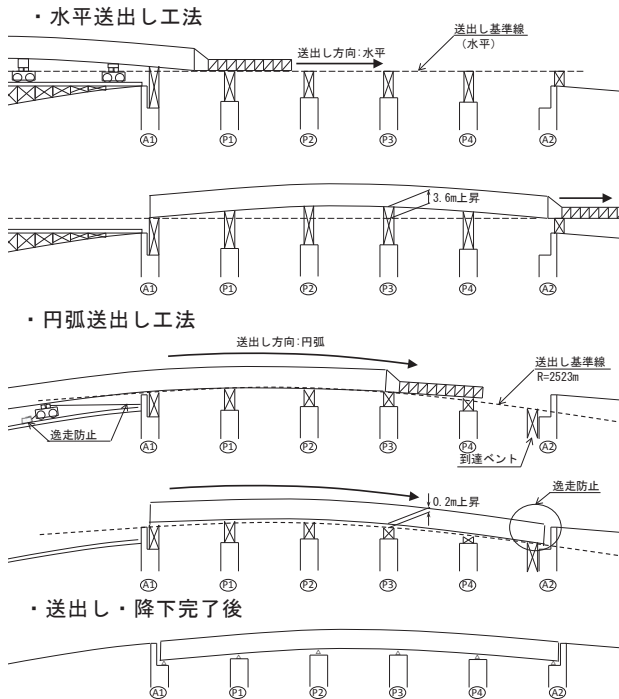 ・水平送出し工法
送出し方向:水平
送出し基準線
(水平)
A1 P1 P2 P3 P4 A2
3.6m上昇
A1 P1 P2 P3 P4 A2
・円弧送出し工法
送出し方向:円弧
送出し基準線
R=2523m
逸走防止
到達ベント
A1 P1 P2 P3 P4 A2
0.2m上昇
逸走防止
A1 P1 P2 P3 P4 A2
・送出し・降下完了後
A1 P1 P2 P3 P4 A2